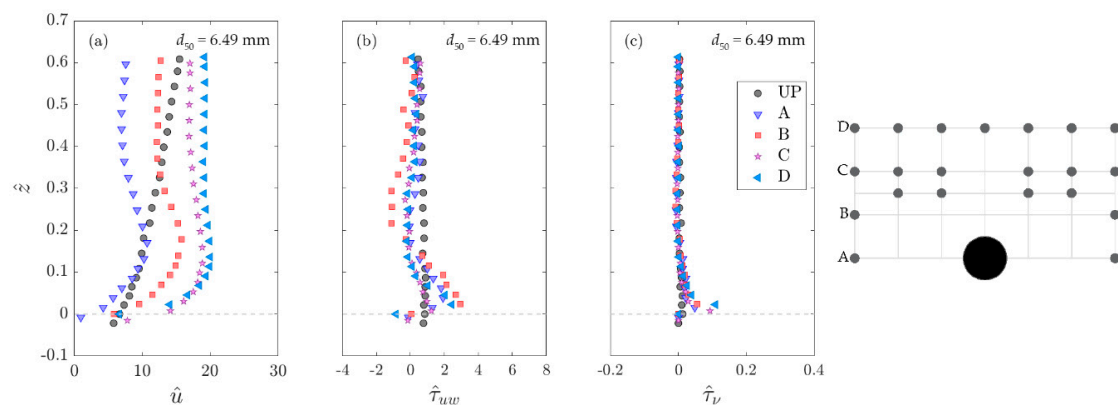 0.7
0.6
0.5
0.4
0.3
0.2
0.1
0
-0.1
ẑ
(a)
d50 = 6.49 mm
0
10
20
30
û
(b)
d50 = 6.49 mm
-4
-2
0
2
4
6
8
τ̂uw
(c)
d50 = 6.49 mm
UP
A
B
C
D
-0.2
0
0.2
0.4
τ̂ν
D
C
B
A